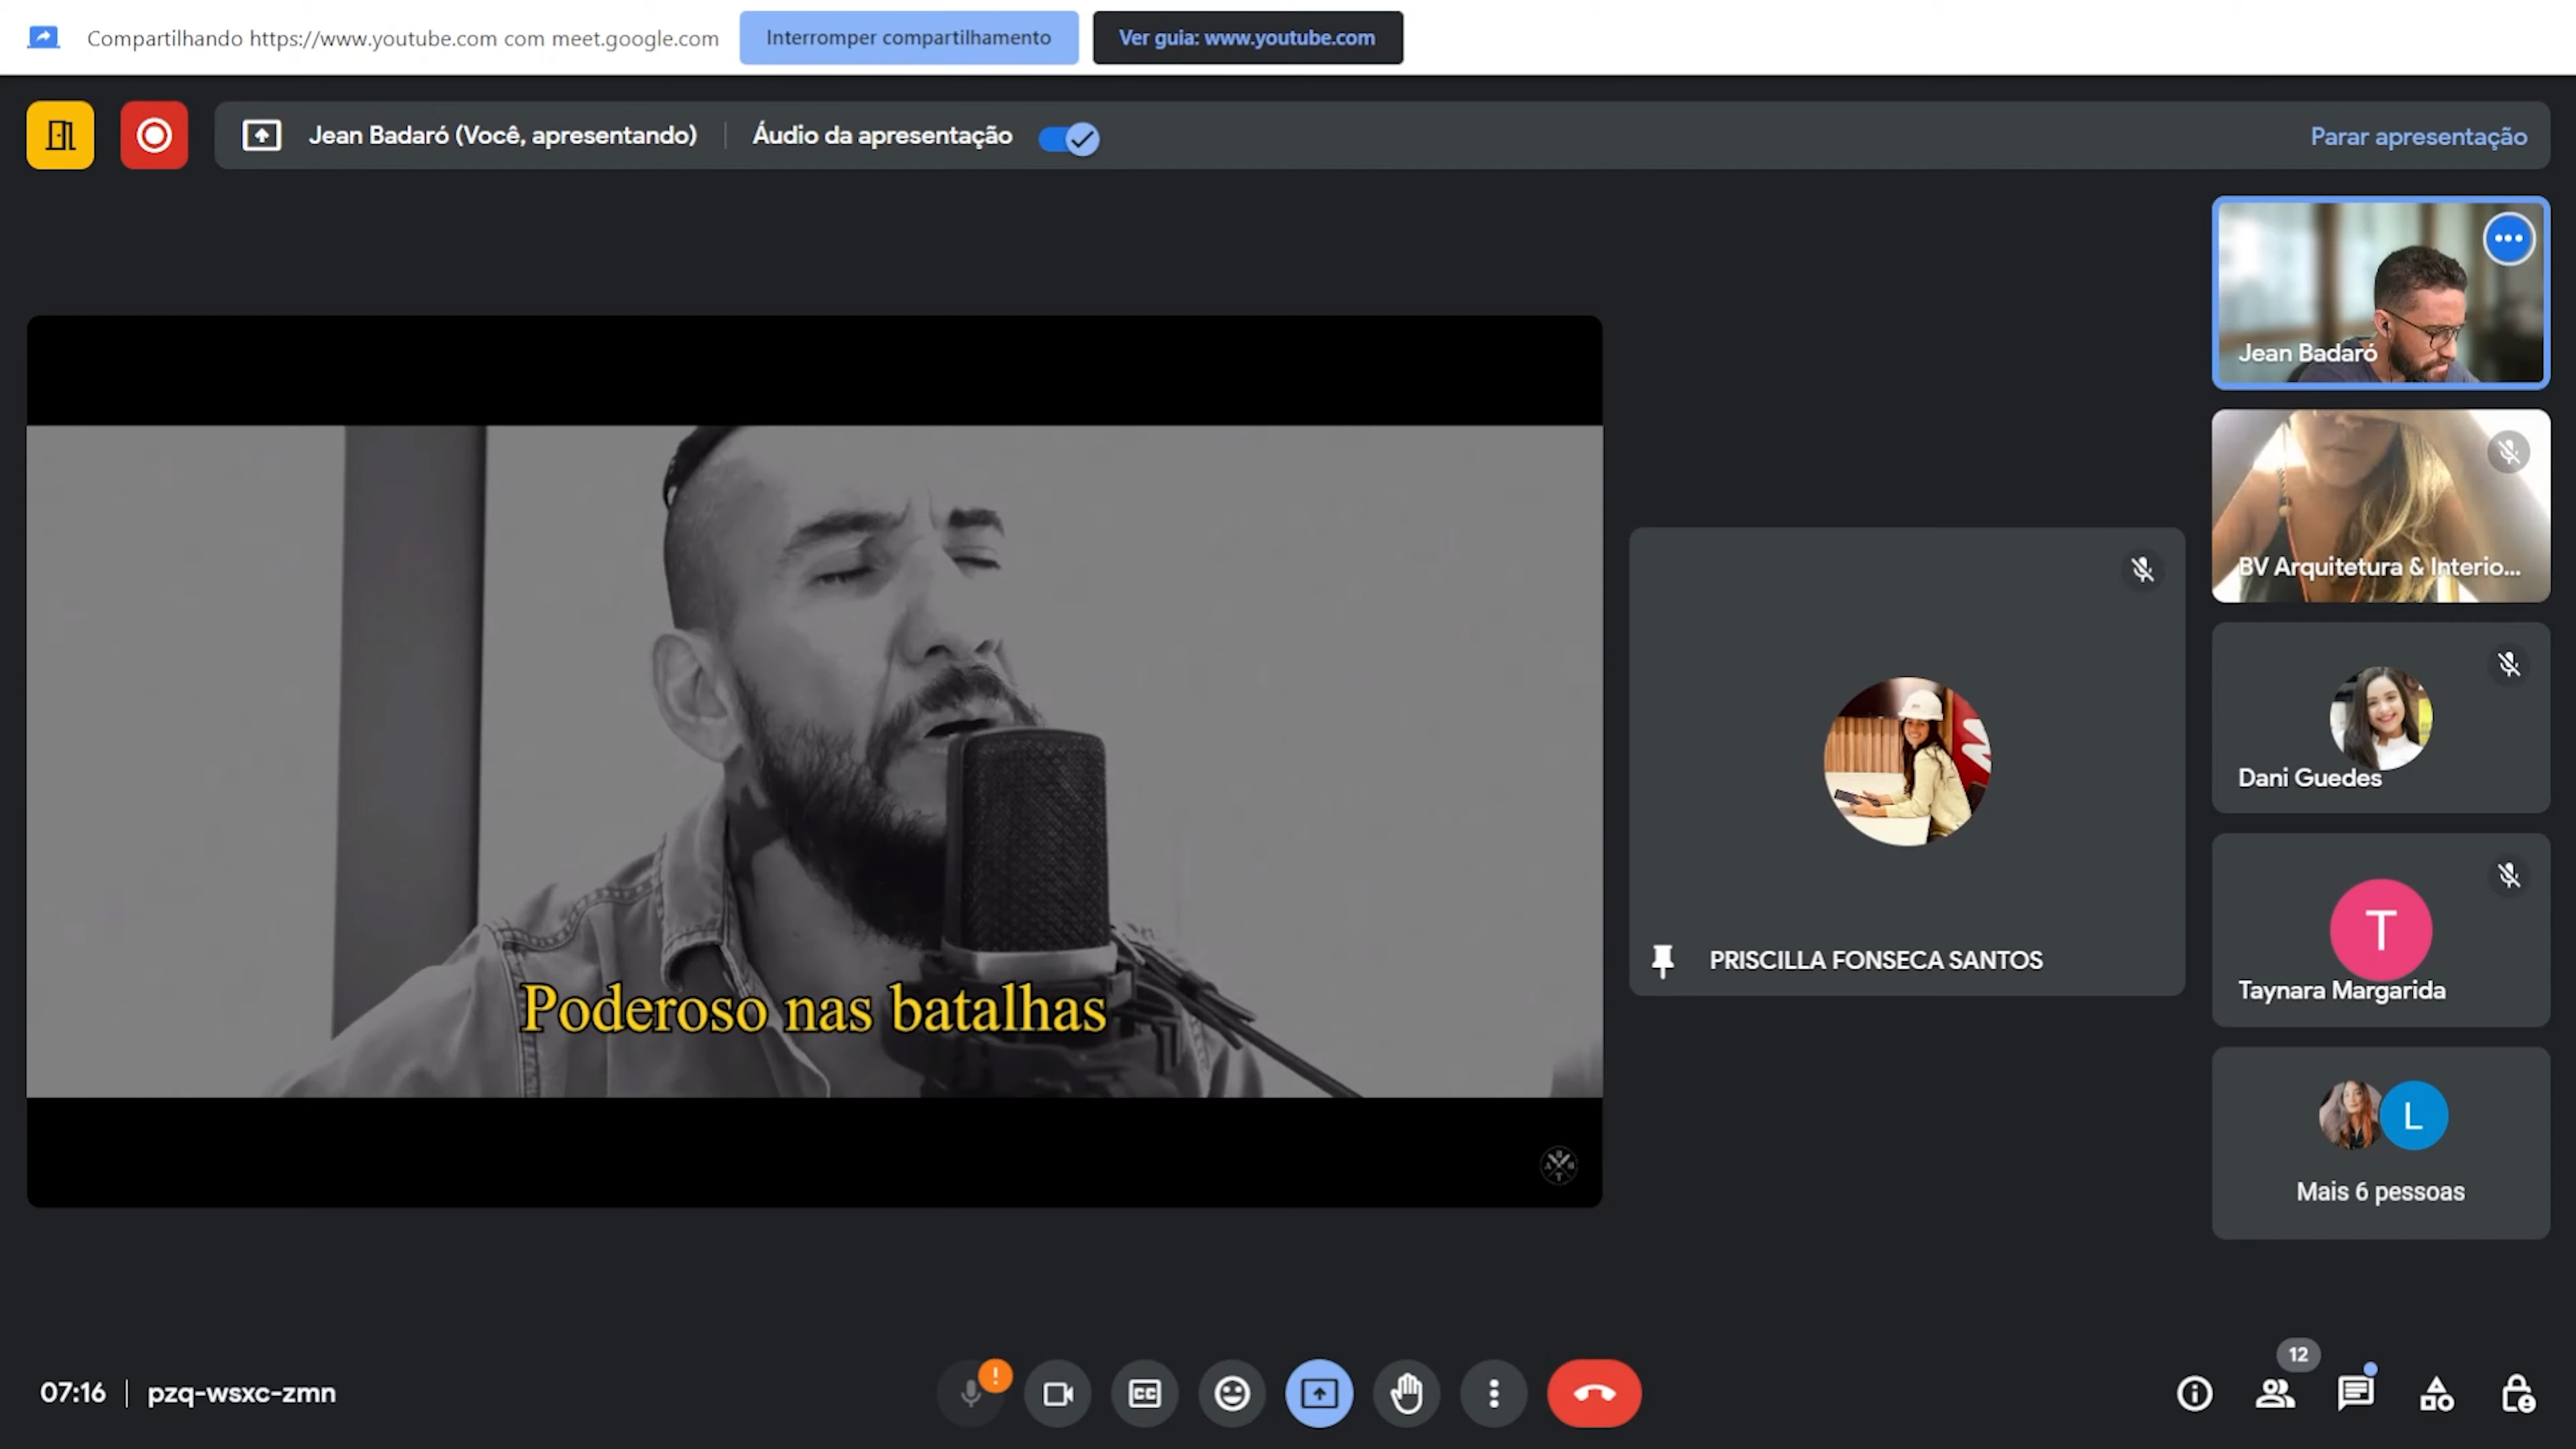 Compartilhando https://www.youtube.com com meet.google.com
Interromper compartilhamento
Ver guia: www.youtube.com
Jean Badaró (Você, apresentando)
Áudio da apresentação
Parar apresentação
Jean Badaró
BV Arquitetura & Interio...
Dani Guedes
T
Taynara Margarida
L
Mais 6 pessoas
PRISCILLA FONSECA SANTOS
Poderoso nas batalhas
07:16
pzq-wsxc-zmn
CC
12